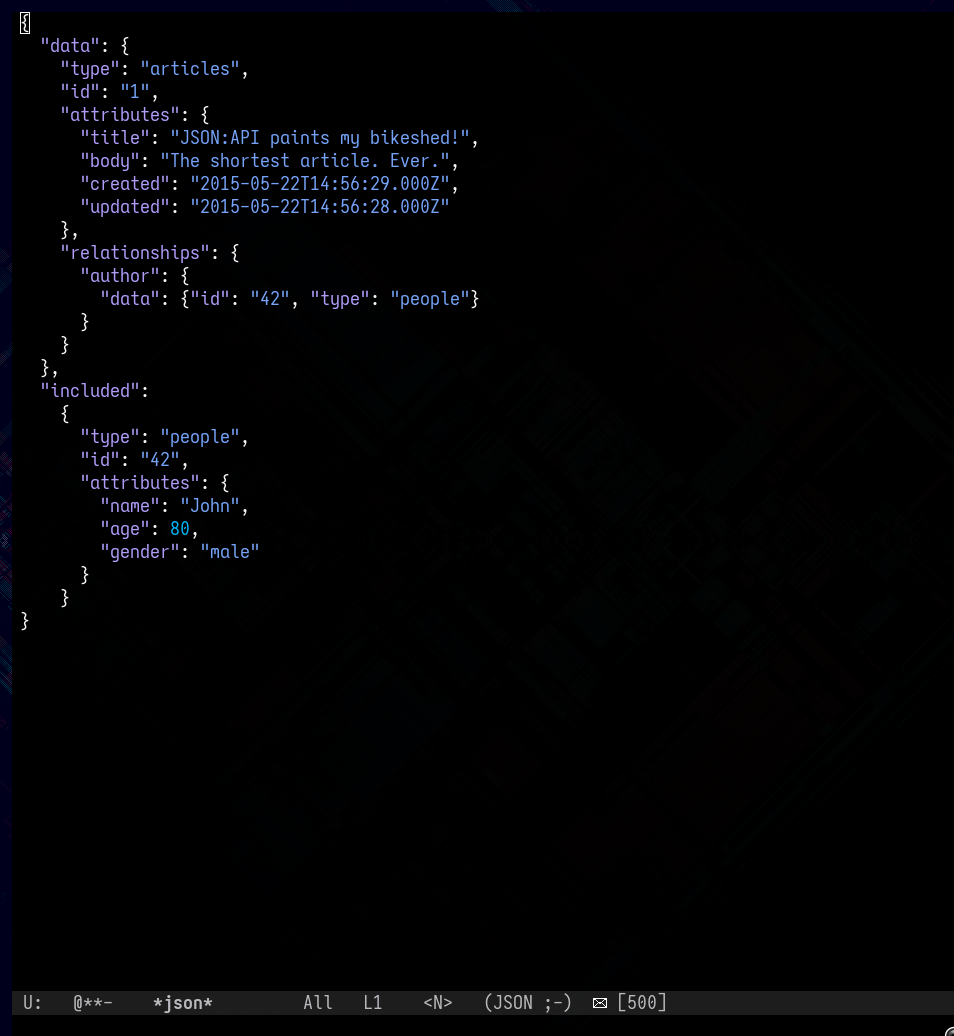 {
  "data": {
    "type": "articles",
    "id": "1",
    "attributes": {
      "title": "JSON:API paints my bikeshed!",
      "body": "The shortest article. Ever.",
      "created": "2015-05-22T14:56:29.000Z",
      "updated": "2015-05-22T14:56:28.000Z"
    },
    "relationships": {
      "author": {
        "data": {"id": "42", "type": "people"}
      }
    }
  },
  "included":
    {
      "type": "people",
      "id": "42",
      "attributes": {
        "name": "John",
        "age": 80,
        "gender": "male"
      }
    }
}
U:   @**-    *json*         All   L1    <N>   (JSON ;-)  ✉ [500]